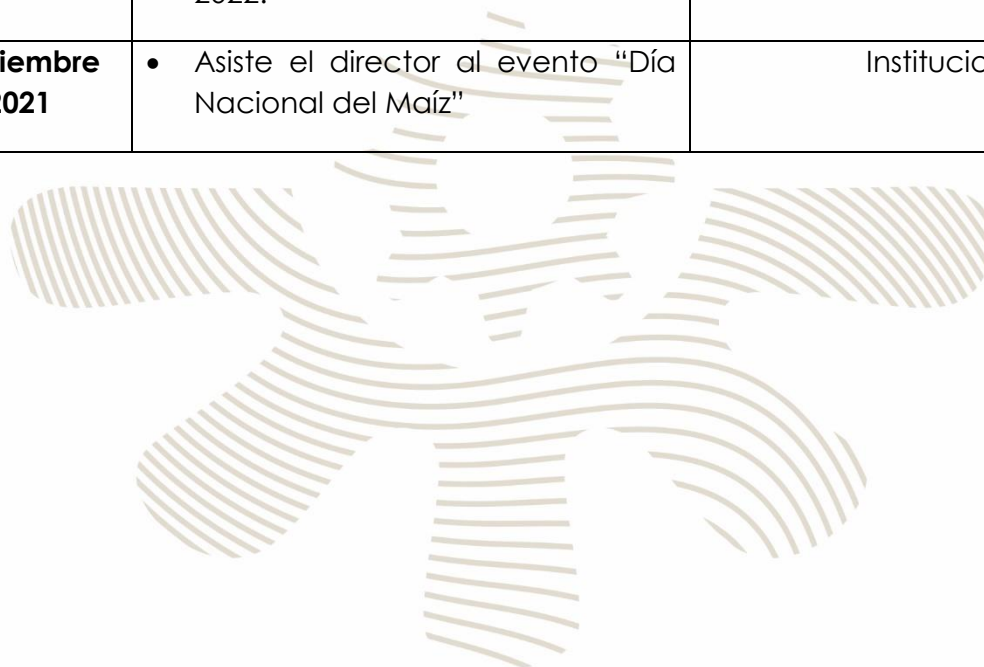 2022.
iembre
2021
• Asiste el director al evento “Día
Nacional del Maíz”
Institucio